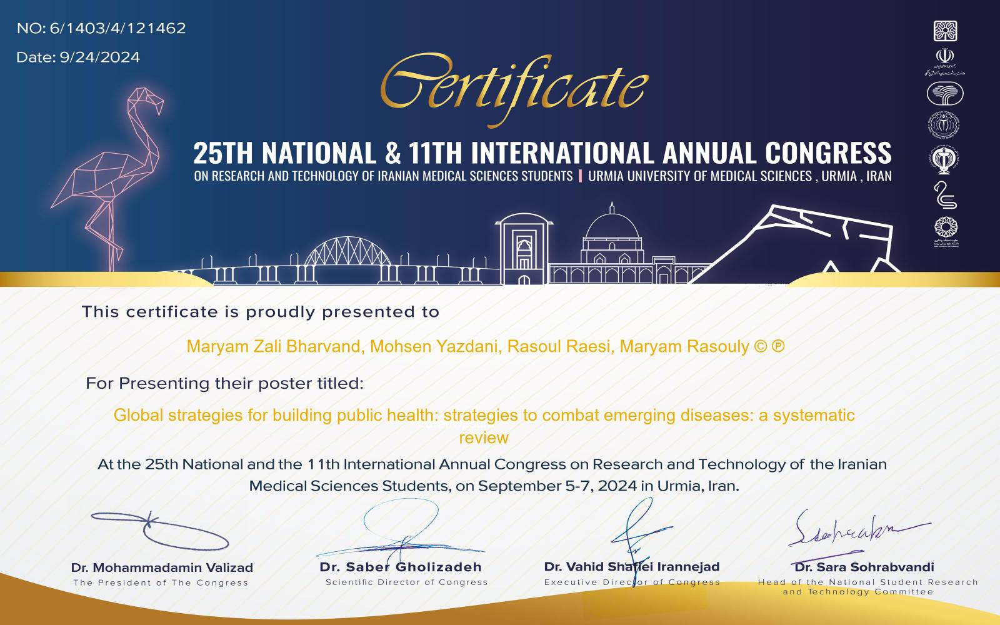 NO: 6/1403/4/121462
Date: 9/24/2024
Certificate
25TH NATIONAL & 11TH INTERNATIONAL ANNUAL CONGRESS
ON RESEARCH AND TECHNOLOGY OF IRANIAN MEDICAL SCIENCES STUDENTS | URMIA UNIVERSITY OF MEDICAL SCIENCES , URMIA , IRAN
This certificate is proudly presented to
Maryam Zali Bharvand, Mohsen Yazdani, Rasoul Raesi, Maryam Rasouly © ℗
For Presenting their poster titled:
Global strategies for building public health: strategies to combat emerging diseases: a systematic
review
At the 25th National and the 11th International Annual Congress on Research and Technology of the Iranian
Medical Sciences Students, on September 5-7, 2024 in Urmia, Iran.
Dr. Mohammadamin Valizad
The President of The Congress
Dr. Saber Gholizadeh
Scientific Director of Congress
Dr. Vahid Shafiei Irannejad
Executive Director of Congress
Dr. Sara Sohrabvandi
Head of the National Student Research
and Technology Committee